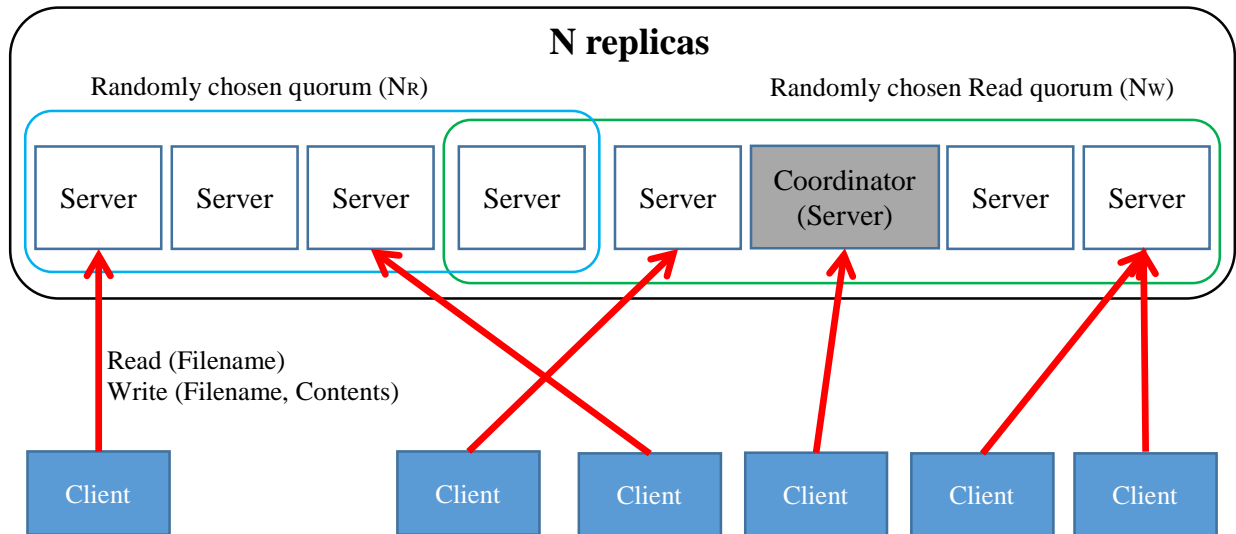 N replicas
Randomly chosen quorum (NR)
Randomly chosen Read quorum (NW)
Server
Server
Server
Server
Server
Coordinator
(Server)
Server
Server
Read (Filename)
Write (Filename, Contents)
Client
Client
Client
Client
Client
Client